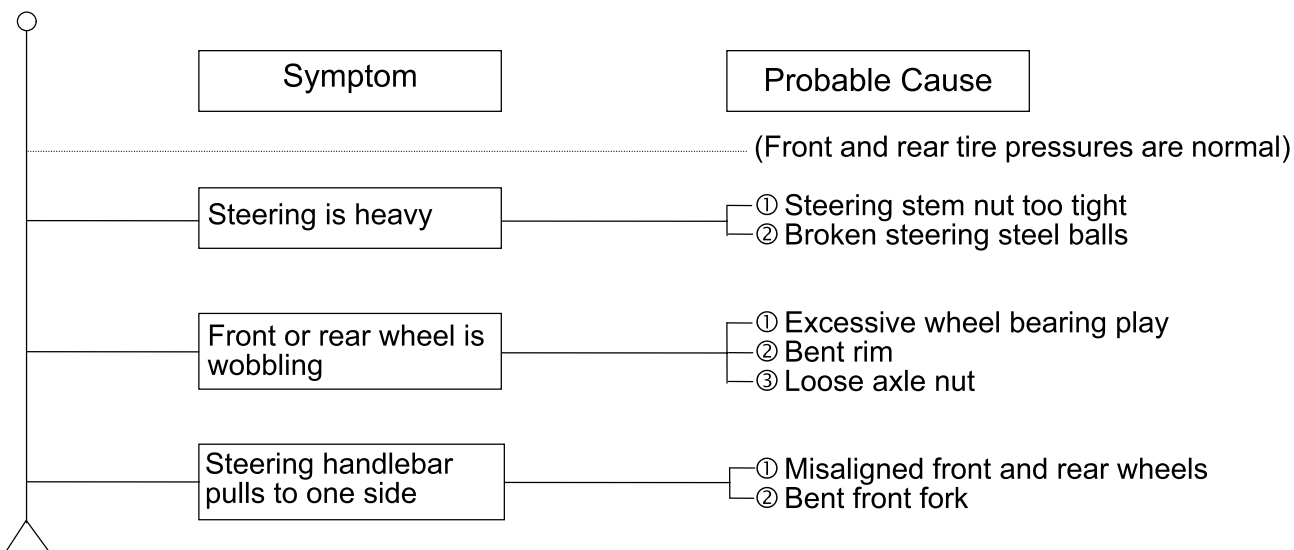 Symptom
Probable Cause
(Front and rear tire pressures are normal)
Steering is heavy
① Steering stem nut too tight
② Broken steering steel balls
Front or rear wheel is
wobbling
① Excessive wheel bearing play
② Bent rim
③ Loose axle nut
Steering handlebar
pulls to one side
① Misaligned front and rear wheels
② Bent front fork